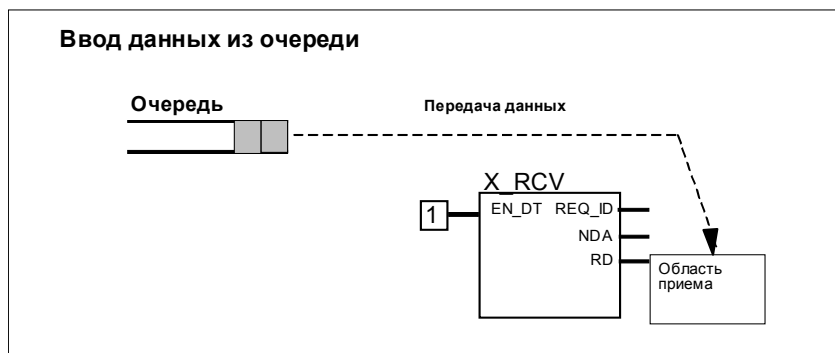 Ввод данных из очереди
Очередь
Передача данных
X_RCV
1
EN_DT REQ_ID
NDA
RD
Область
приема